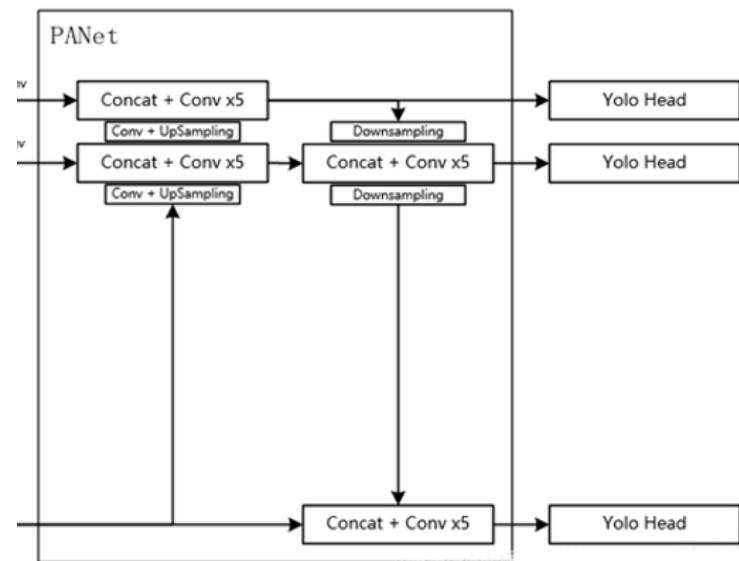 PANet
Concat + Conv x5
Yolo Head
Conv + UpSampling
Downsampling
Concat + Conv x5
Concat + Conv x5
Yolo Head
Conv + UpSampling
Downsampling
Concat + Conv x5
Yolo Head